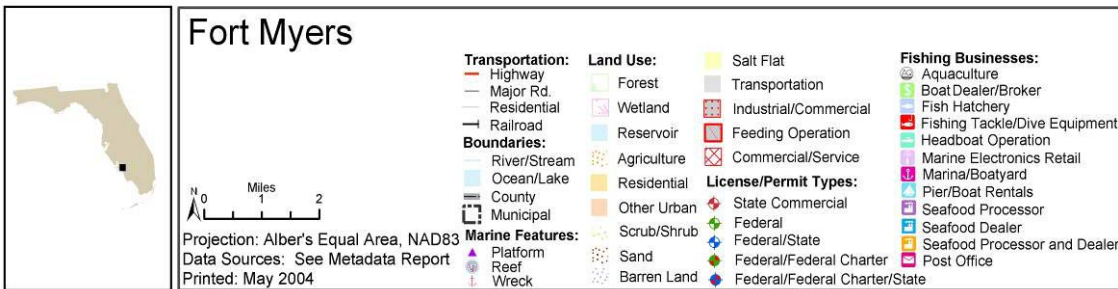 Fort Myers
N
Miles
0 1 2
Projection: Alber's Equal Area, NAD83
Data Sources: See Metadata Report
Printed: May 2004
Transportation:
Highway
Major Rd.
Residential
Railroad
Boundaries:
River/Stream
Ocean/Lake
County
Municipal
Marine Features:
Platform
Reef
Wreck
Land Use:
Forest
Wetland
Reservoir
Agriculture
Residential
Other Urban
Scrub/Shrub
Sand
Barren Land
Salt Flat
Transportation
Industrial/Commercial
Feeding Operation
Commercial/Service
License/Permit Types:
State Commercial
Federal
Federal/State
Federal/Federal Charter
Federal/Federal Charter/State
Fishing Businesses:
Aquaculture
Boat Dealer/Broker
Fish Hatchery
Fishing Tackle/Dive Equipment
Headboat Operation
Marine Electronics Retail
Marina/Boatyard
Pier/Boat Rentals
Seafood Processor
Seafood Dealer
Seafood Processor and Dealer
Post Office